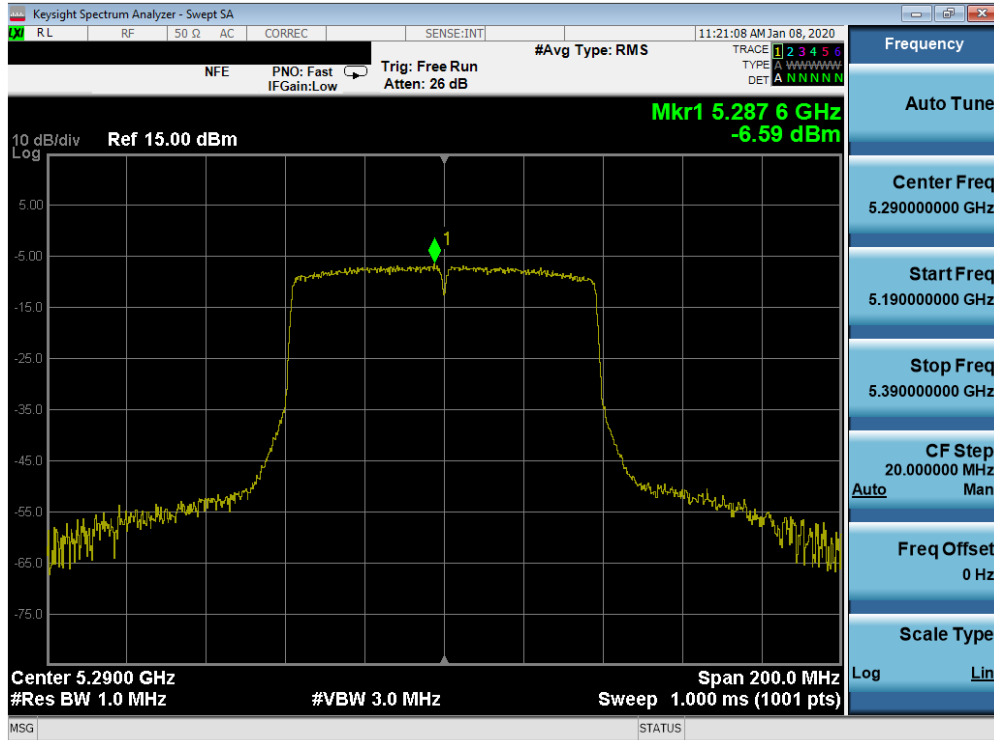 Keysight Spectrum Analyzer - Swept SA
LXI RL RF 50 Ω AC CORREC SENSE:INT 11:21:08 AM Jan 08, 2020
#Avg Type: RMS
TRACE 1 2 3 4 5 6
TYPE A WWWWW
DET A N N N N N
NFE
PNO: Fast
IFGain:Low
Trig: Free Run
Atten: 26 dB
Mkr1 5.287 6 GHz
-6.59 dBm
10 dB/div
Log
Ref 15.00 dBm
5.00
-5.00
-15.0
-25.0
-35.0
-45.0
-55.0
-65.0
-75.0
1
Center 5.2900 GHz
#Res BW 1.0 MHz
#VBW 3.0 MHz
Span 200.0 MHz
Sweep 1.000 ms (1001 pts)
MSG
STATUS
Frequency
Auto Tune
Center Freq
5.290000000 GHz
Start Freq
5.190000000 GHz
Stop Freq
5.390000000 GHz
CF Step
20.000000 MHz
Auto Man
Freq Offset
0 Hz
Scale Type
Log Lin